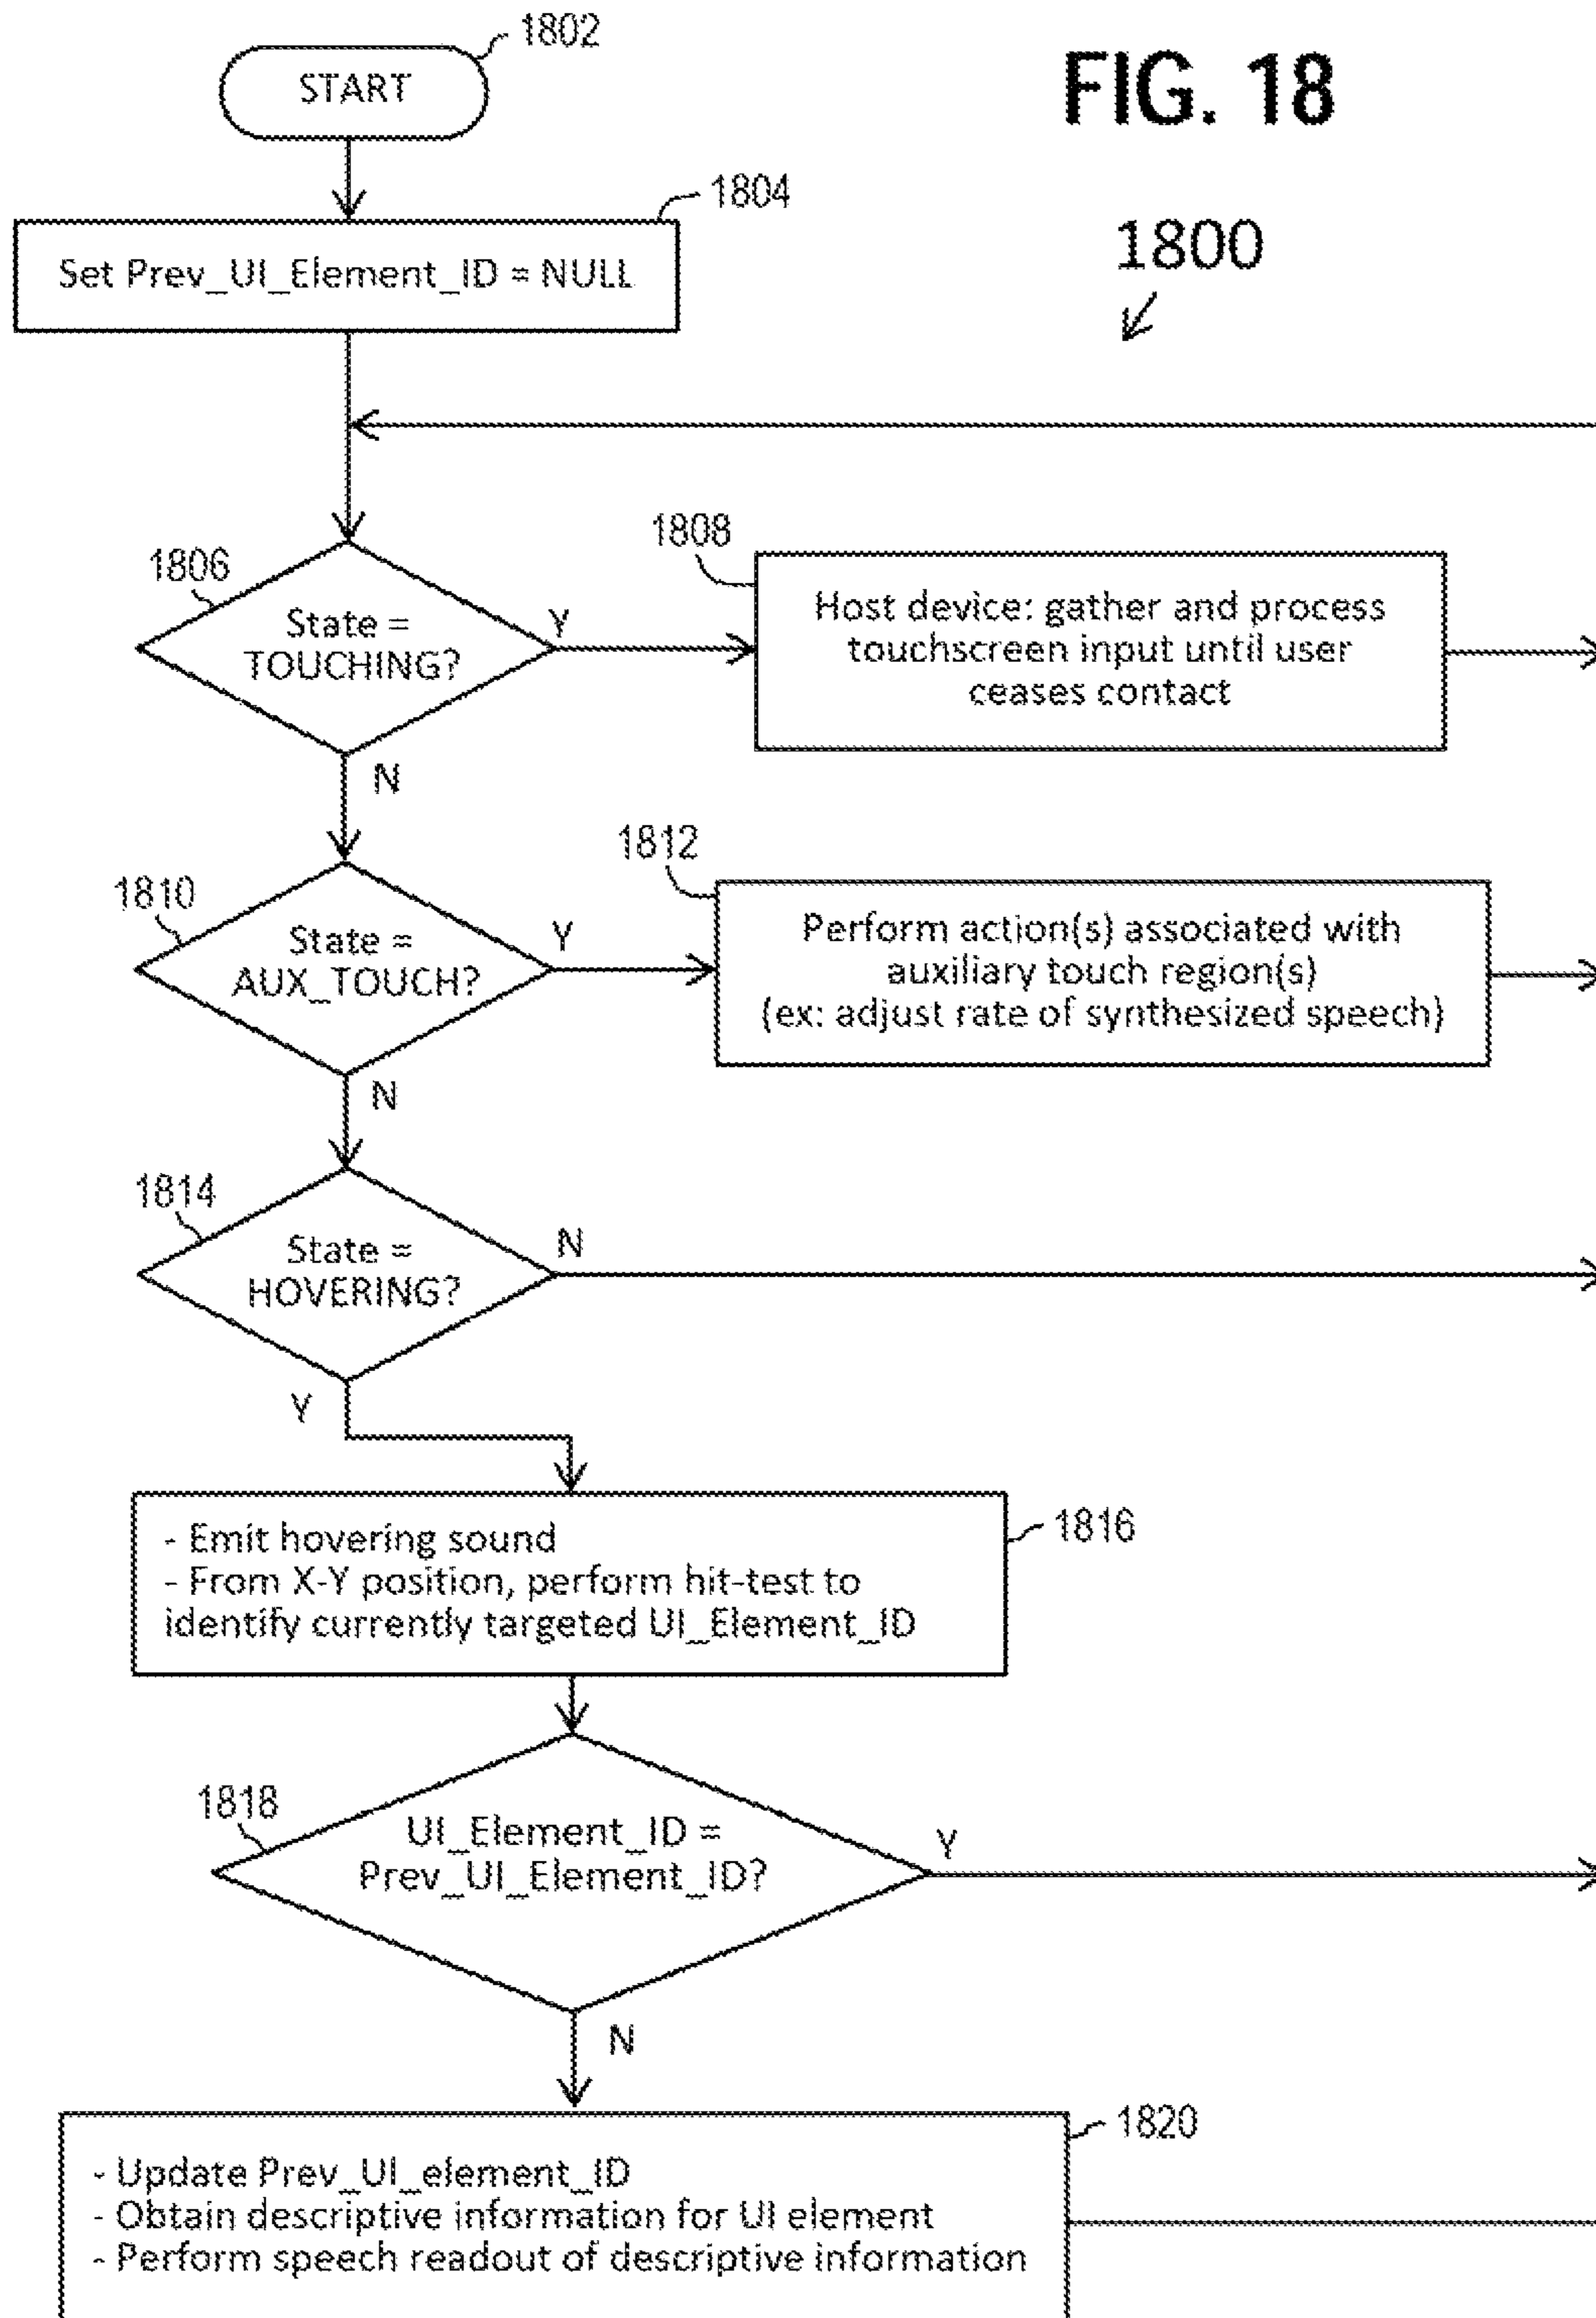 1802
START
FIG. 18
1804
Set Prev_UI_Element_ID = NULL
1800
1806
State =
TOUCHING?
Y
N
1808
Host device: gather and process
touchscreen input until user
ceases contact
1810
State =
AUX_TOUCH?
Y
N
1812
Perform action(s) associated with
auxiliary touch region(s)
(ex: adjust rate of synthesized speech)
1814
State =
HOVERING?
N
Y
1816
- Emit hovering sound
- From X-Y position, perform hit-test to
identify currently targeted UI_Element_ID
1818
UI_Element_ID =
Prev_UI_Element_ID?
Y
N
1820
- Update Prev_UI_element_ID
- Obtain descriptive information for UI element
- Perform speech readout of descriptive information